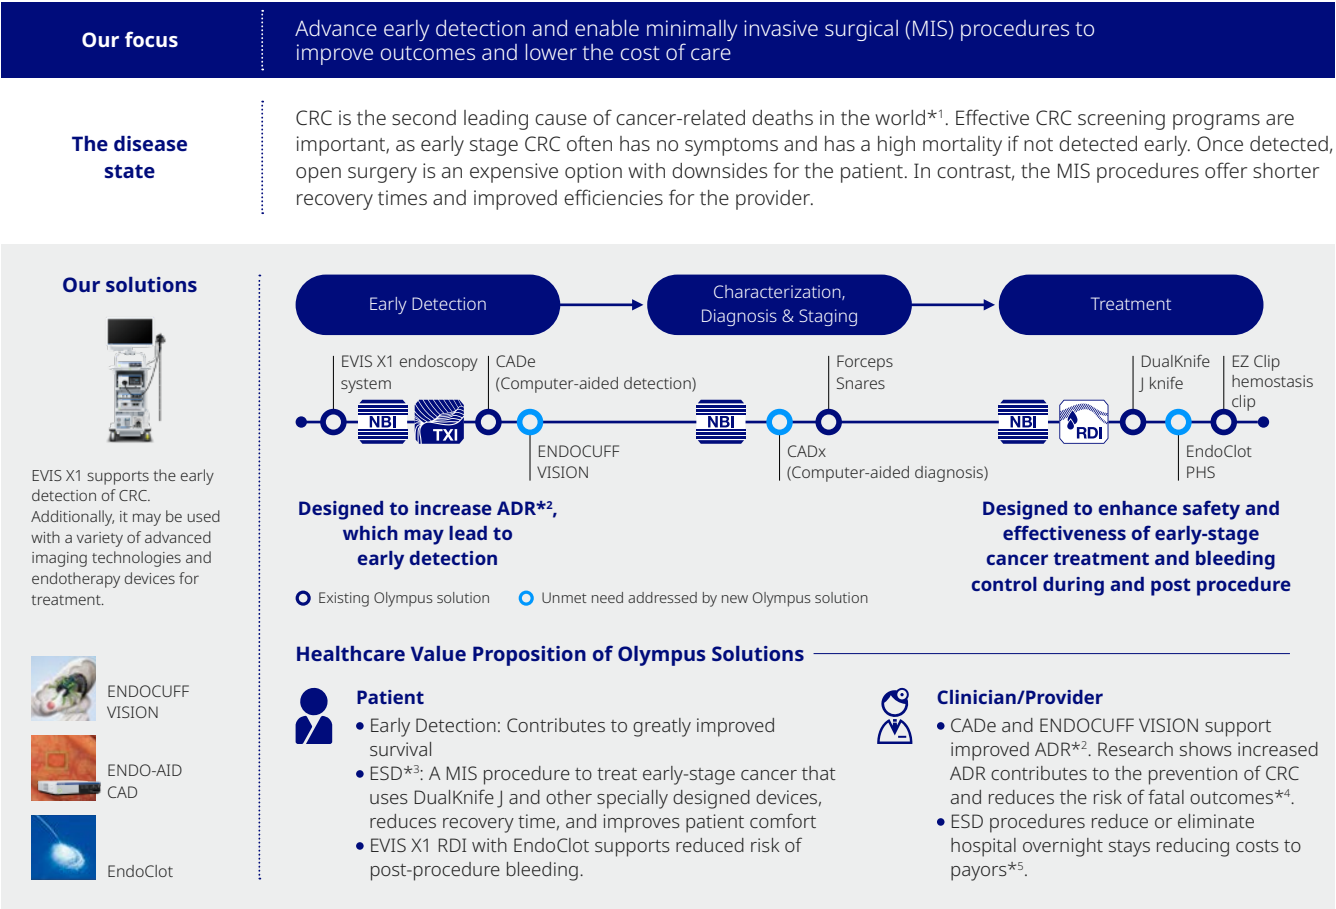 Our focus
Advance early detection and enable minimally invasive surgical (MIS) procedures to
improve outcomes and lower the cost of care
The disease
state
CRC is the second leading cause of cancer-related deaths in the world*1. Effective CRC screening programs are
important, as early stage CRC often has no symptoms and has a high mortality if not detected early. Once detected,
open surgery is an expensive option with downsides for the patient. In contrast, the MIS procedures offer shorter
recovery times and improved efficiencies for the provider.
Our solutions
EVIS X1 supports the early
detection of CRC.
Additionally, it may be used
with a variety of advanced
imaging technologies and
endotherapy devices for
treatment.
ENDOCUFF
VISION
ENDO-AID
CAD
EndoClot
Early Detection
Characterization,
Diagnosis & Staging
Treatment
EVIS X1 endoscopy
system
CADe
(Computer-aided detection)
Forceps
Snares
DualKnife
J knife
EZ Clip
hemostasis
clip
NBI
TXI
NBI
NBI
RDI
ENDOCUFF
VISION
CADx
(Computer-aided diagnosis)
EndoClot
PHS
Designed to increase ADR*2,
which may lead to
early detection
Designed to enhance safety and
effectiveness of early-stage
cancer treatment and bleeding
control during and post procedure
Existing Olympus solution
Unmet need addressed by new Olympus solution
Healthcare Value Proposition of Olympus Solutions
Patient
• Early Detection: Contributes to greatly improved
survival
• ESD*3: A MIS procedure to treat early-stage cancer that
uses DualKnife J and other specially designed devices,
reduces recovery time, and improves patient comfort
• EVIS X1 RDI with EndoClot supports reduced risk of
post-procedure bleeding.
Clinician/Provider
• CADe and ENDOCUFF VISION support
improved ADR*2. Research shows increased
ADR contributes to the prevention of CRC
and reduces the risk of fatal outcomes*4.
• ESD procedures reduce or eliminate
hospital overnight stays reducing costs to
payors*5.